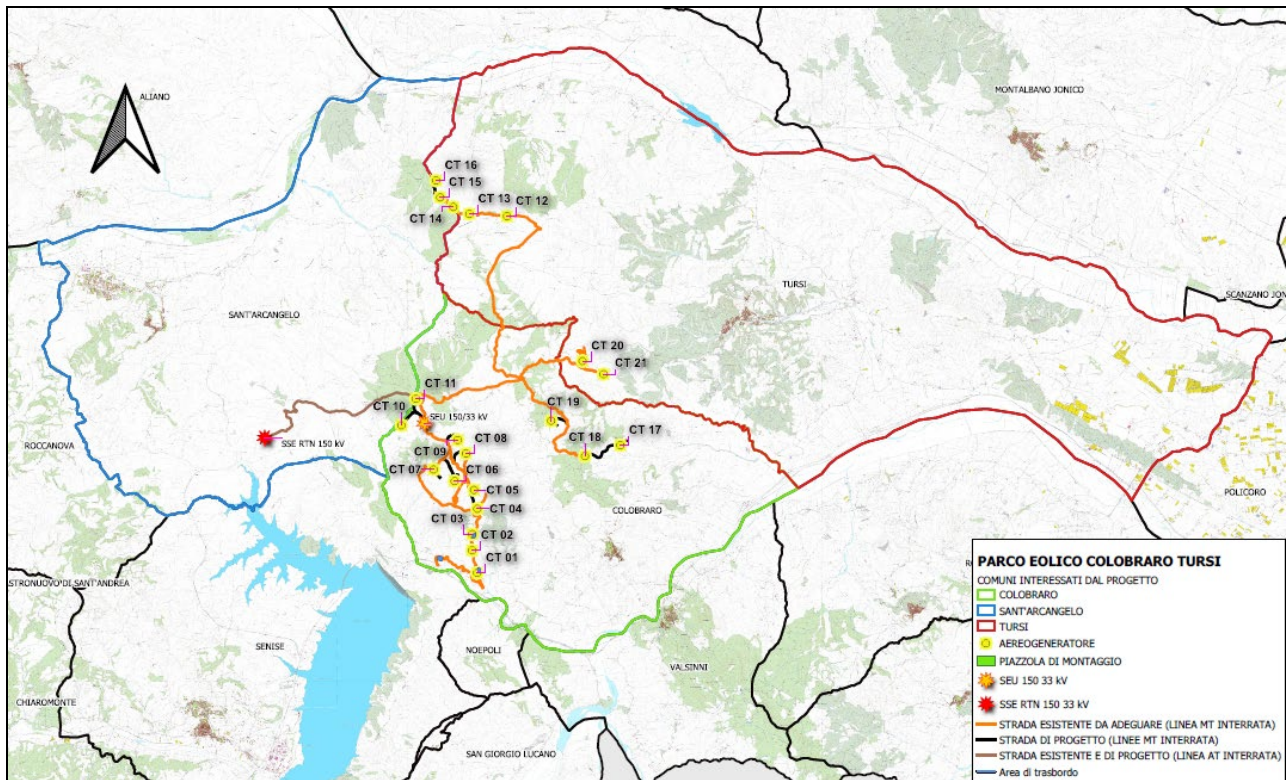 ALIANO
MONTALBANO JONICO
CT 16
CT 15
CT 13
CT 12
CT 14
TURSI
SCANZANO JON
SANT'ARCANGELO
CT 20
CT 21
CT 11
CT 10
SEU 150/33 kV
CT 19
ROCCANOVA
SSE RTN 150 kV
CT 08
CT 18
CT 17
CT 09
CT 07
CT 06
CT 05
POLICORO
CT 04
COLOBRARO
CT 03
CT 02
CT 01
ASTRONUOVO DI SANT'ANDREA
SENISE
NOEPOLI
VALSINNI
CHIAROMONTE
SAN GIORGIO LUCANO
PARCO EOLICO COLOBRARO TURSI
COMUNI INTERESSATI DAL PROGETTO
COLOBRARO
SANT'ARCANGELO
TURSI
AEREOGENERATORE
PIAZZOLA DI MONTAGGIO
SEU 150 33 kV
SSE RTN 150 33 kV
STRADA ESISTENTE DA ADEGUARE (LINEA MT INTERRATA)
STRADA DI PROGETTO (LINEE MT INTERRATA)
STRADA ESISTENTE E DI PROGETTO (LINEA AT INTERRATA)
Area di trasbordo